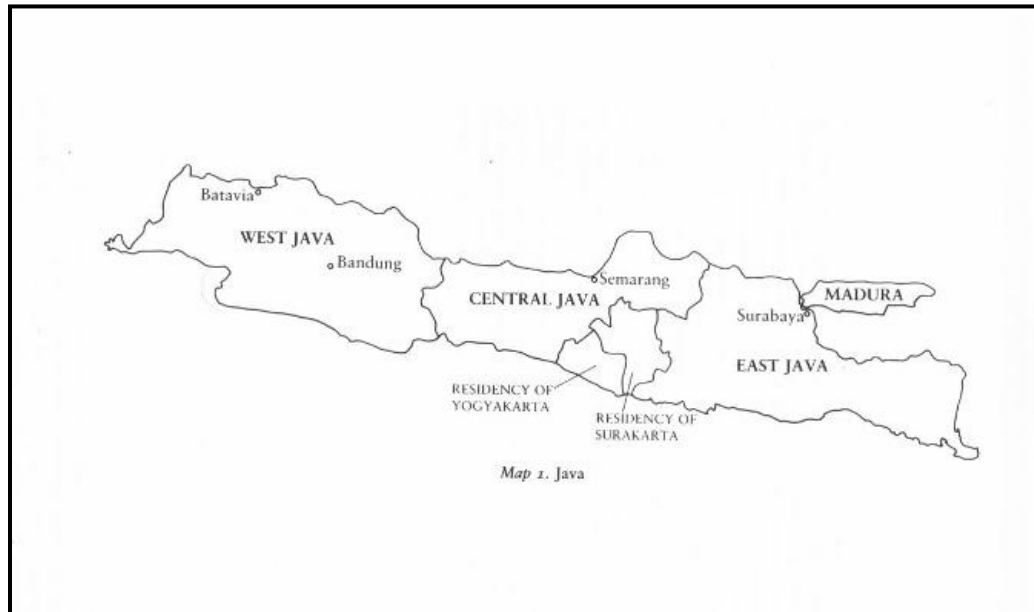 Batavia
WEST JAVA
Bandung
CENTRAL JAVA
Semarang
MADURA
Surabaya
EAST JAVA
RESIDENCY OF
YOGYAKARTA
RESIDENCY OF
SURAKARTA
Map 1. Java